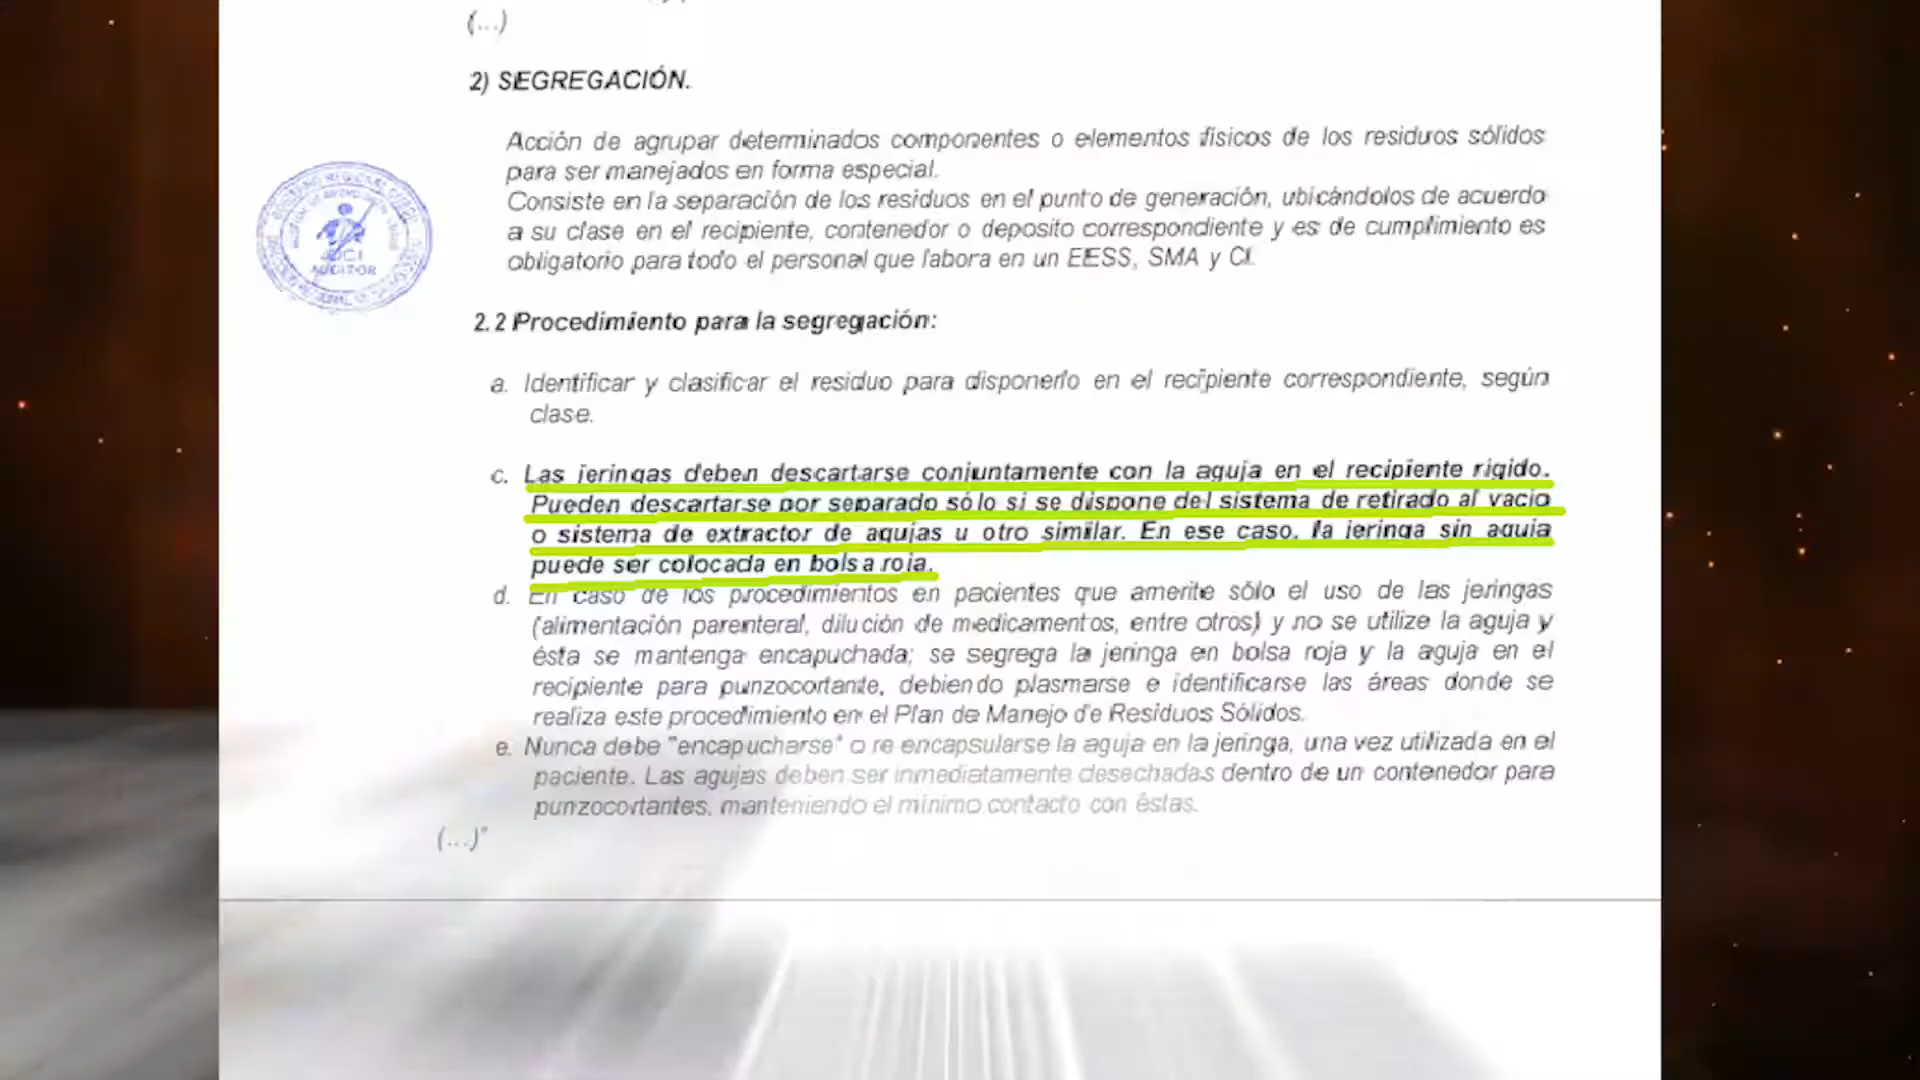 (...)
2) SEGREGACIÓN.
Acción de agrupar determinados componentes o elementos físicos de los residuos sólidos
para ser manejados en forma especial.
Consiste en la separación de los residuos en el punto de generación, ubicándolos de acuerdo
a su clase en el recipiente, contenedor o deposito correspondiente y es de cumplimiento es
obligatorio para todo el personal que labora en un EESS, SMA y CI.
OCI
AUDITOR
2.2 Procedimiento para la segregación:
a. Identificar y clasificar el residuo para disponerlo en el recipiente correspondiente, según
clase.
c. Las jeringas deben descartarse conjuntamente con la aguja en el recipiente rigido.
Pueden descartarse por separado sólo si se dispone del sistema de retirado al vacio
o sistema de extractor de agujas u otro similar. En ese caso, la jeringa sin aguja
puede ser colocada en bolsa roja.
d. En caso de los procedimientos en pacientes que amerite sólo el uso de las jeringas
(alimentación parenteral, dilución de medicamentos, entre otros) y no se utilize la aguja y
ésta se mantenga encapuchada; se segrega la jeringa en bolsa roja y la aguja en el
recipiente para punzocortante, debiendo plasmarse e identificarse las áreas donde se
realiza este procedimiento en el Plan de Manejo de Residuos Sólidos.
e. Nunca debe "encapucharse" o re encapsularse la aguja en la jeringa, una vez utilizada en el
paciente. Las agujas deben ser inmediatamente desechadas dentro de un contenedor para
punzocortantes, manteniendo el mínimo contacto con éstas.
(...)"